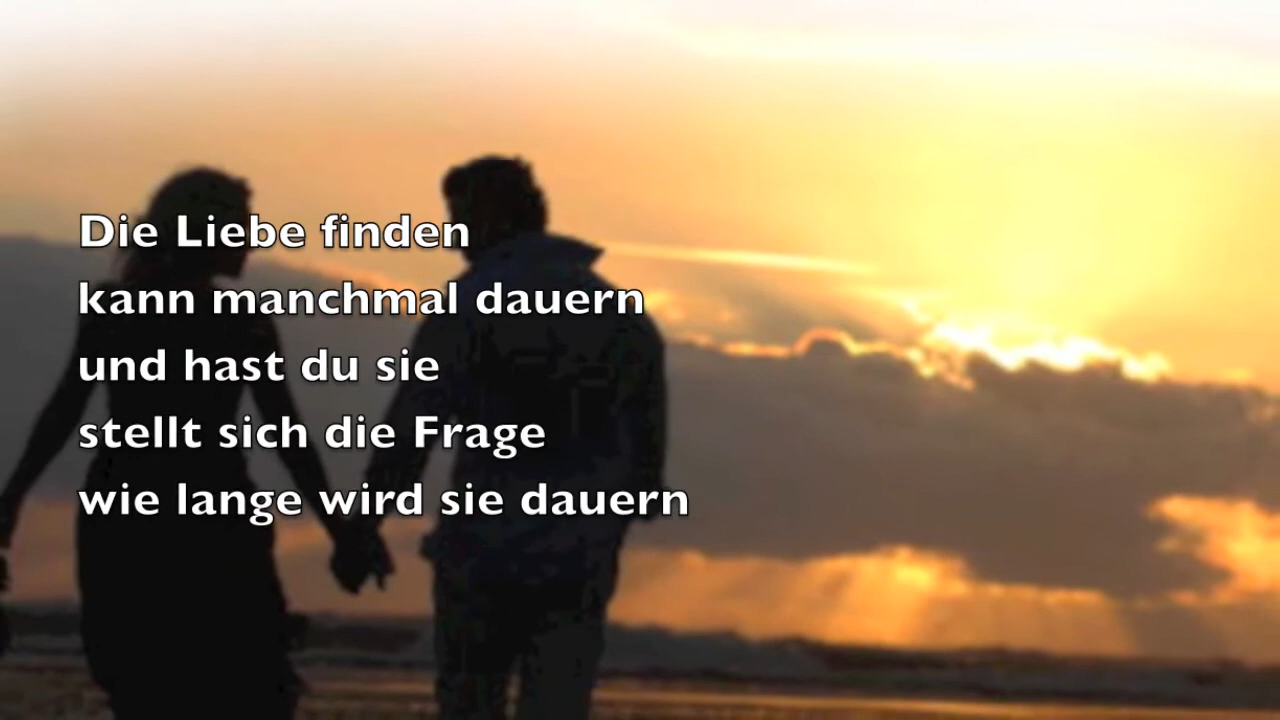 Die Liebe finden
kann manchmal dauern
und hast du sie
stellt sich die Frage
wie lange wird sie dauern